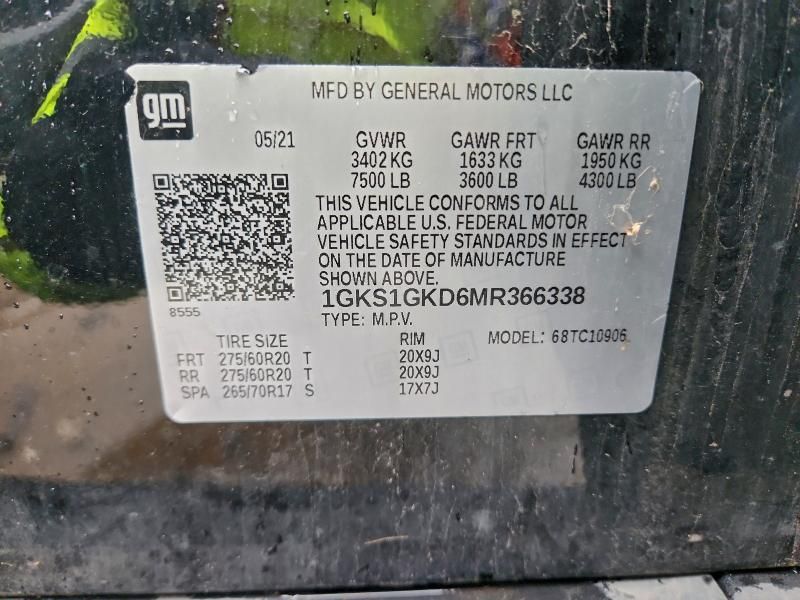 gm
MFD BY GENERAL MOTORS LLC
05/21 GVWR GAWR FRT GAWR RR
3402 KG 1633 KG 1950 KG
7500 LB 3600 LB 4300 LB
THIS VEHICLE CONFORMS TO ALL
APPLICABLE U.S. FEDERAL MOTOR
VEHICLE SAFETY STANDARDS IN EFFECT
ON THE DATE OF MANUFACTURE
SHOWN ABOVE.
8555
1GKS1GKD6MR366338
TYPE: M.P.V. MODEL: 68TC10906
TIRE SIZE RIM
FRT 275/60R20 T 20X9J
RR 275/60R20 T 20X9J
SPA 265/70R17 S 17X7J